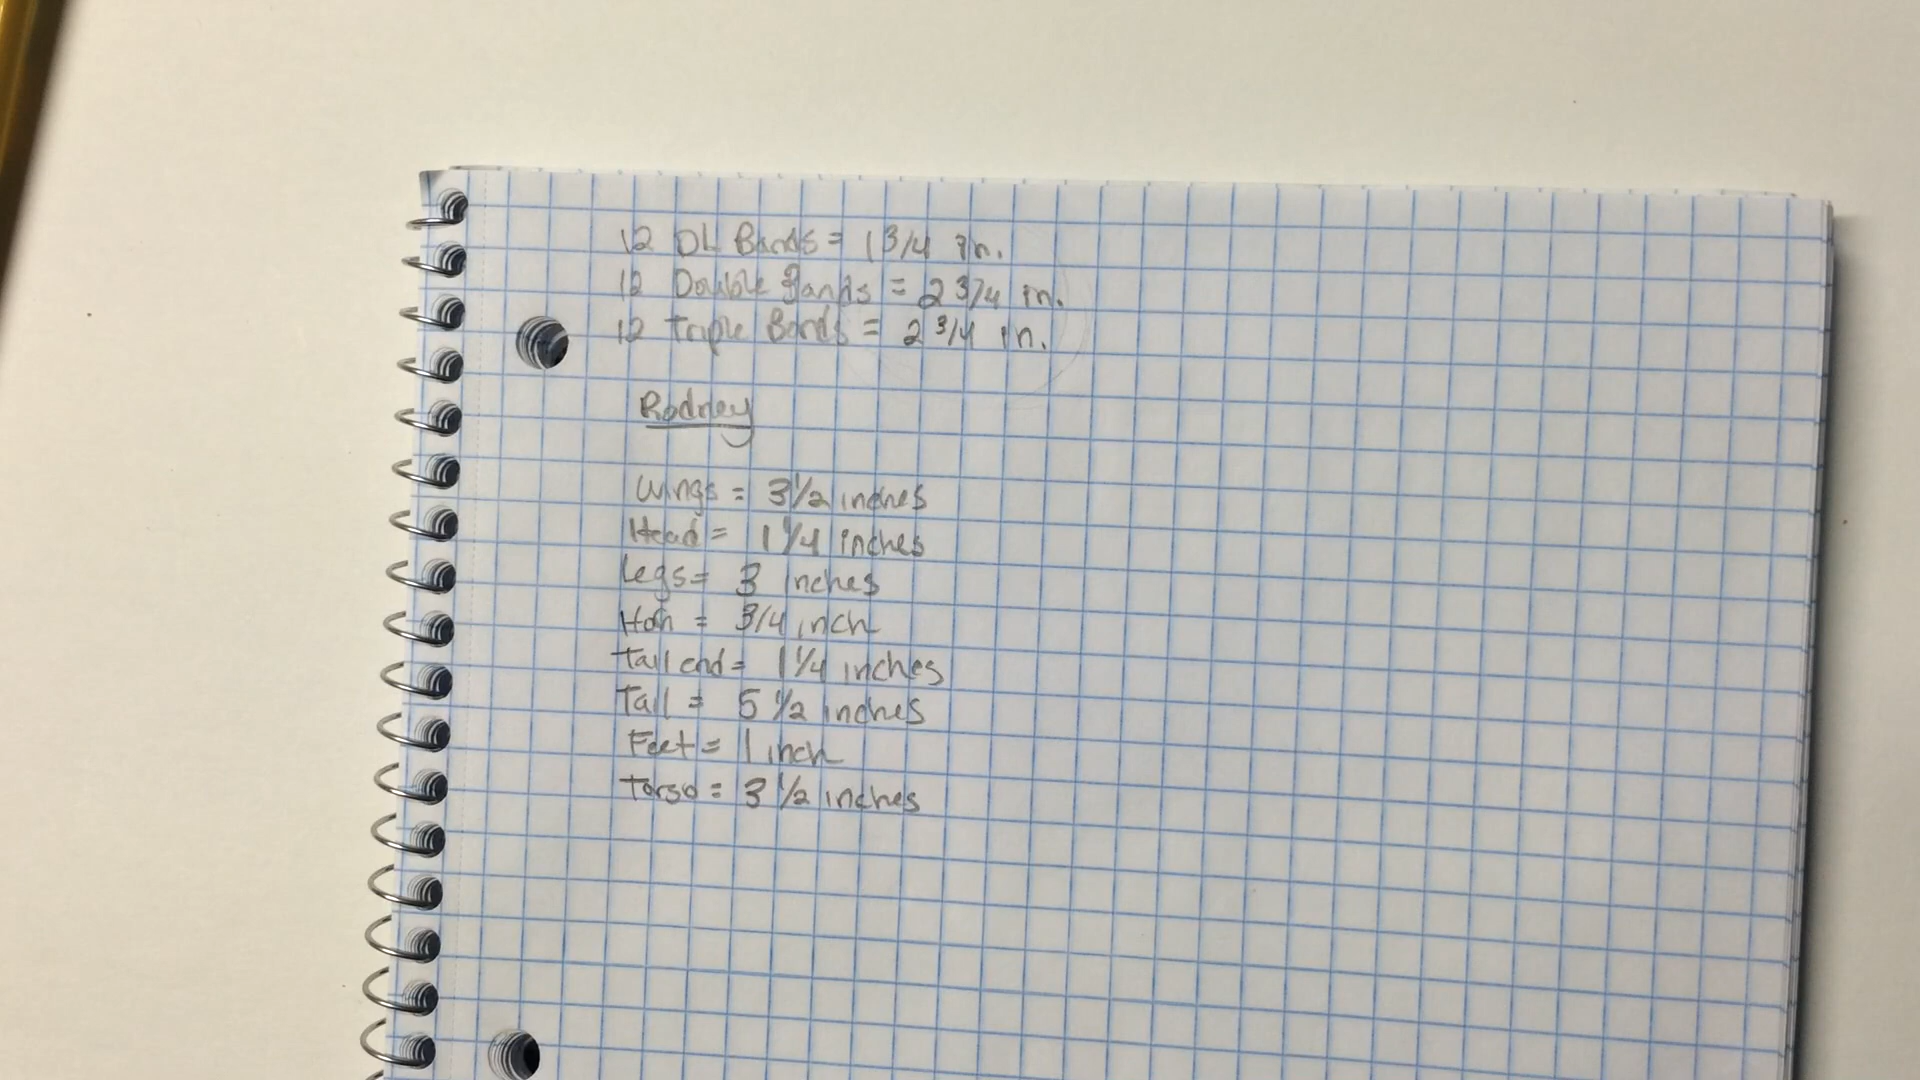 12 DL Bands = 1 3/4 in.
12 Double Bands = 2 3/4 in.
12 Triple Bands = 2 3/4 in.
Rodney
Wings = 3 1/2 inches
Head = 1 1/4 inches
Legs = 3 inches
= 3/4 inch
Tail end = 1 1/4 inches
Tail = 5 1/2 inches
Feet = 1 inch
Torso = 3 1/2 inches